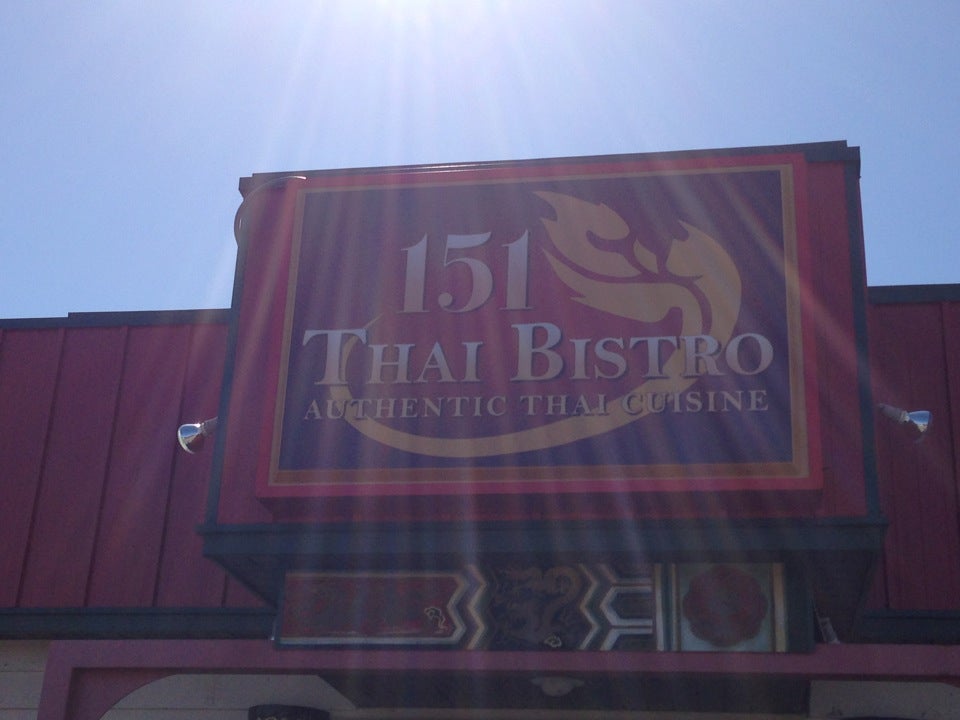 151
THAI BISTRO
AUTHENTIC THAI CUISINE